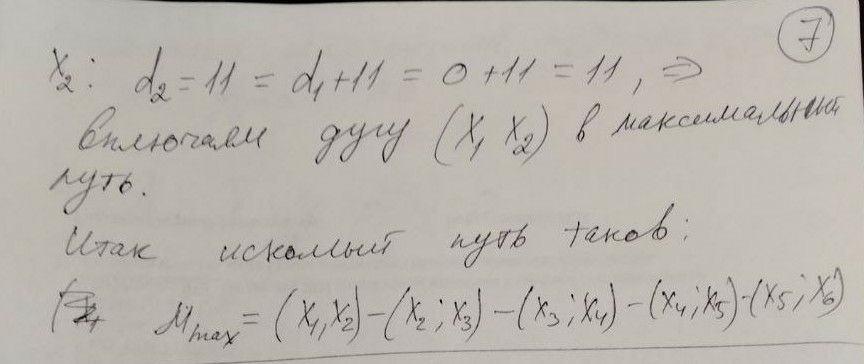 7
x₂: d₂ = 11 = d₁ + 11 = 0 + 11 = 11, ⇒
включаем дугу (x₁ x₂) в максимальный
путь.
Итак искомый путь таков:
μmax = (x₁, x₂) – (x₂; x₃) – (x₃; x₄) – (x₄; x₅) - (x₅; x₆)